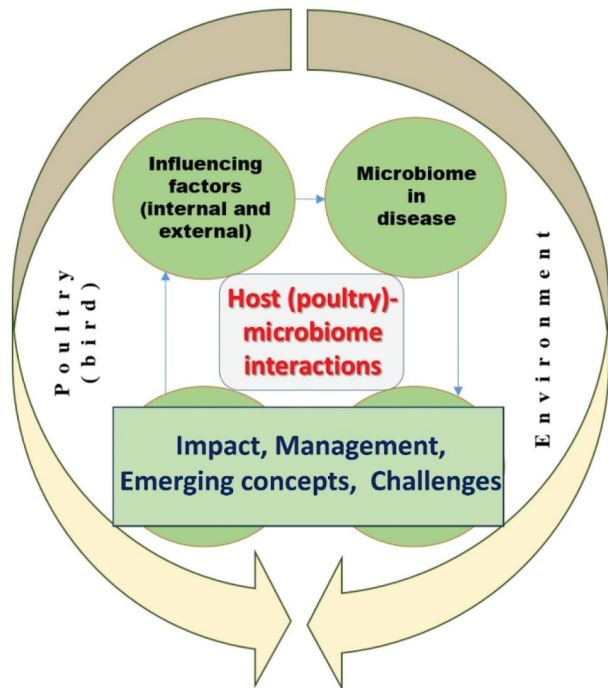 Influencing
factors
(internal and
external)
Microbiome
in
disease
Host (poultry)-
microbiome
interactions
Poultry
(bird)
Environment
Impact, Management,
Emerging concepts, Challenges